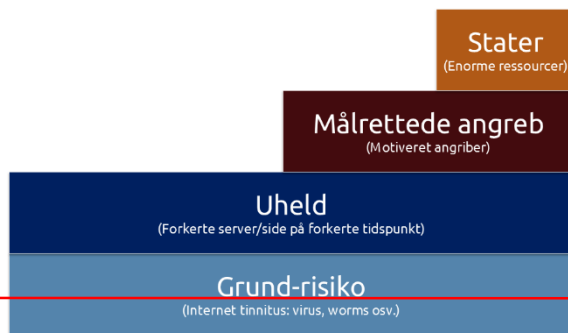 Stater
(Enorme ressourcer)
Målrettede angreb
(Motiveret angriber)
Uheld
(Forkerte server/side på forkerte tidspunkt)
Grund-risiko
(Internet tinnitus: virus, worms osv.)